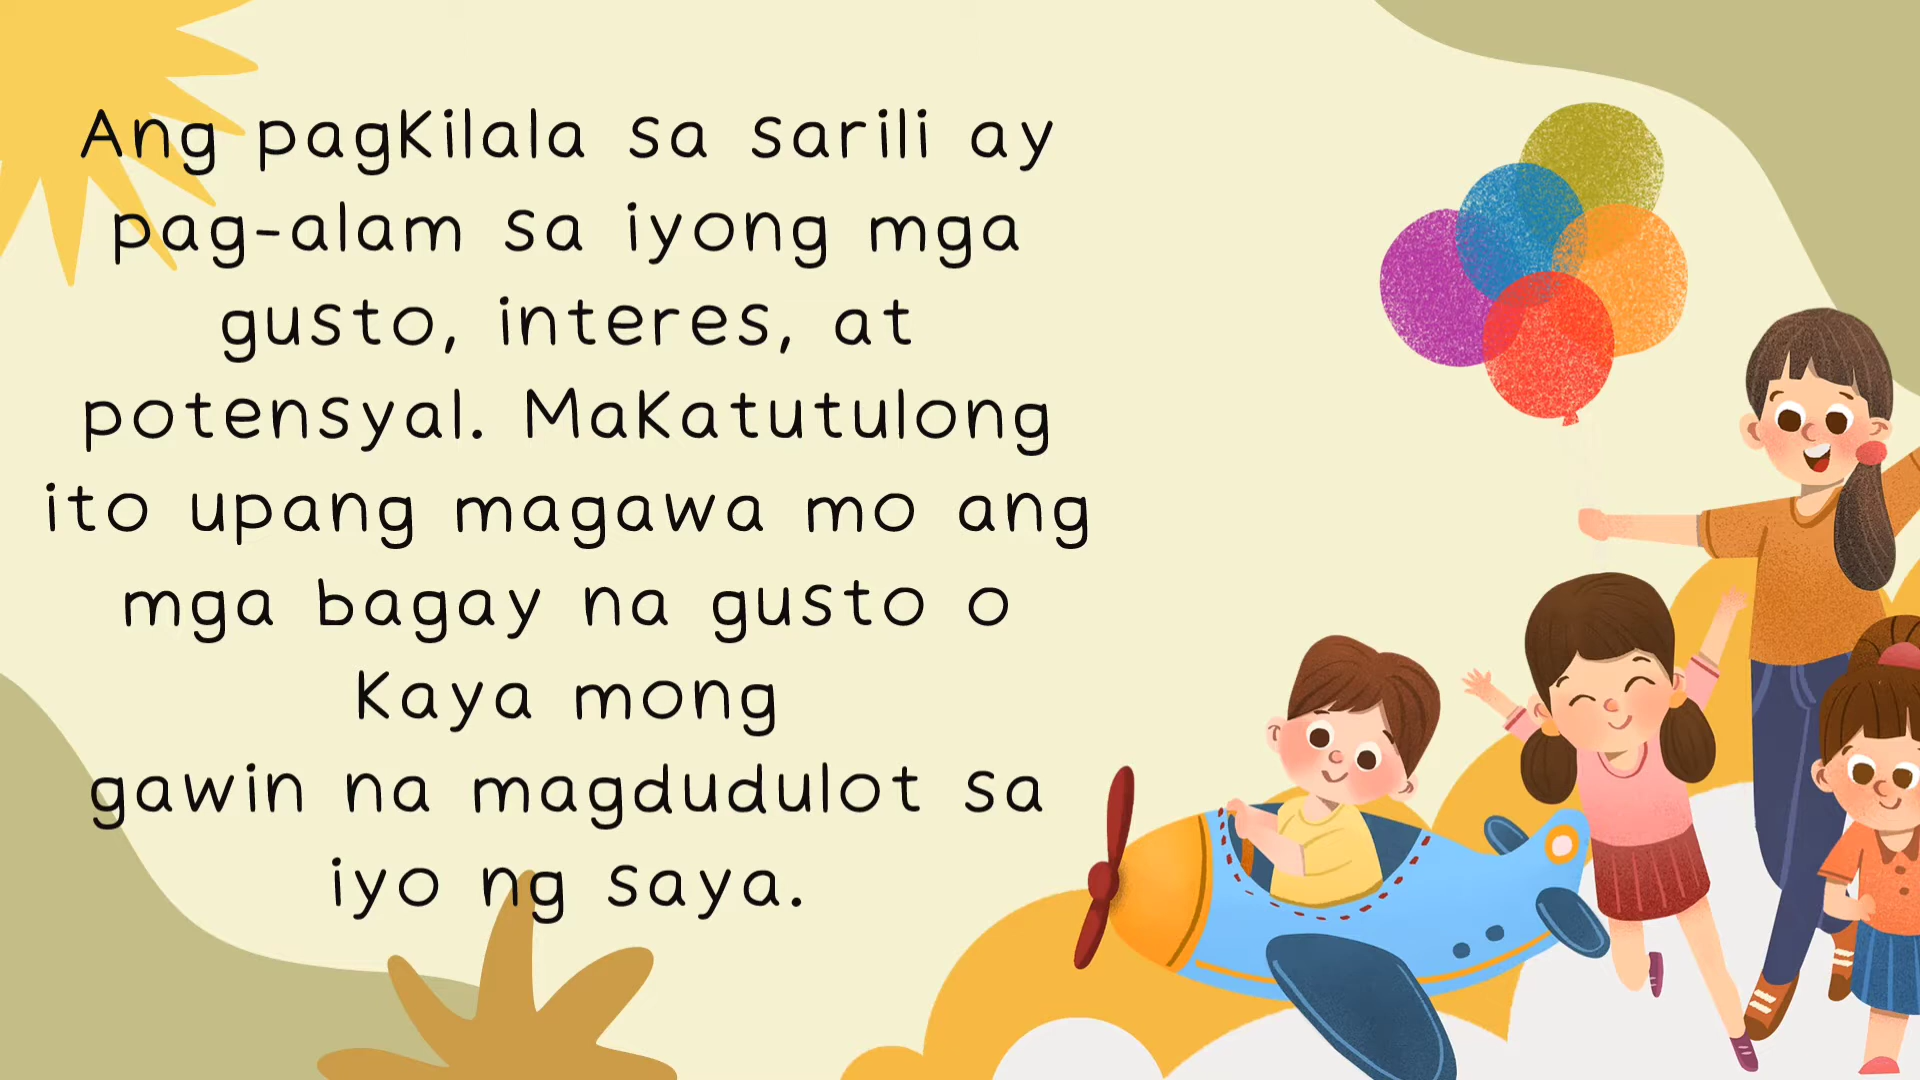 Ang pagkilala sa sarili ay
pag-alam sa iyong mga
gusto, interes, at
potensyal. Makatutulong
ito upang magawa mo ang
mga bagay na gusto o
kaya mong
gawin na magdudulot sa
iyo ng saya.